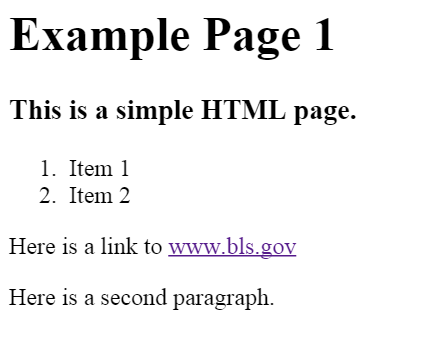 Example Page 1
This is a simple HTML page.
1. Item 1
2. Item 2
Here is a link to www.bls.gov
Here is a second paragraph.